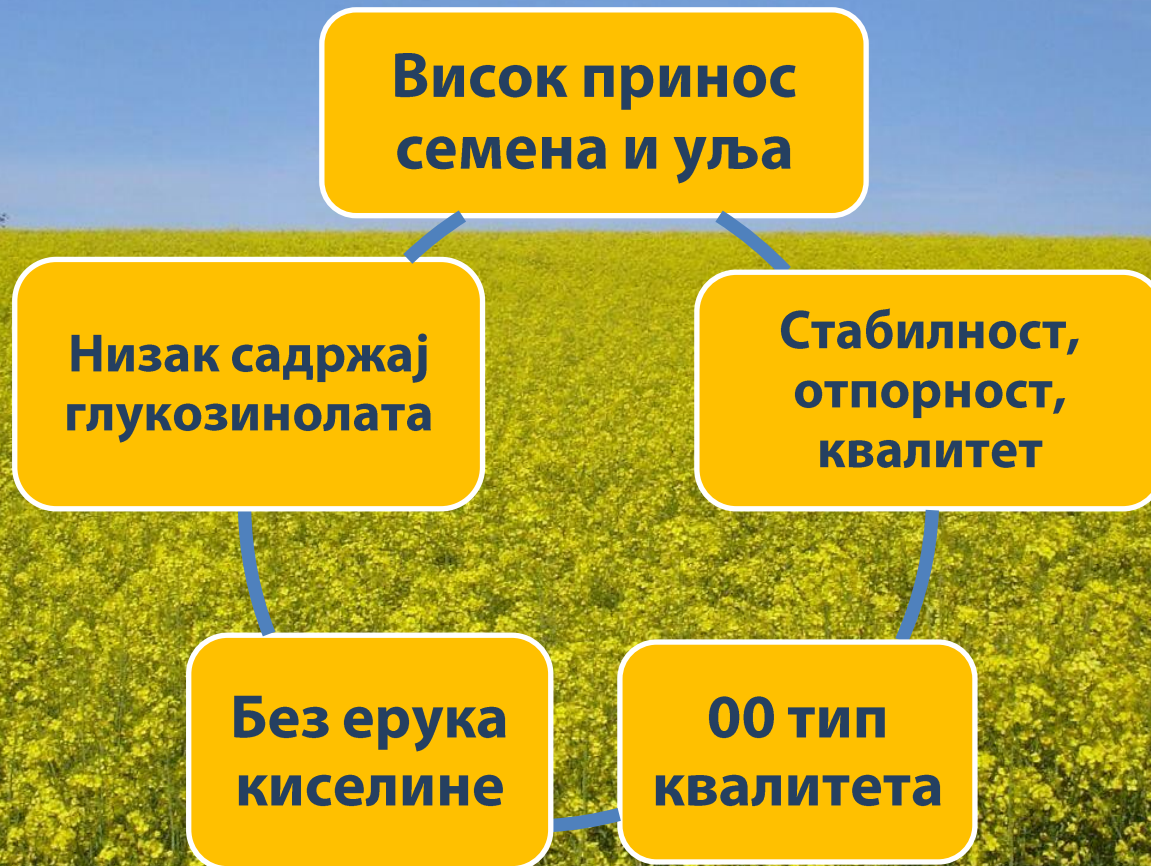 Висок принос
семена и уља
Низак садржај
глукозинолата
Стабилност,
отпорност,
квалитет
Без ерука
киселине
00 тип
квалитета